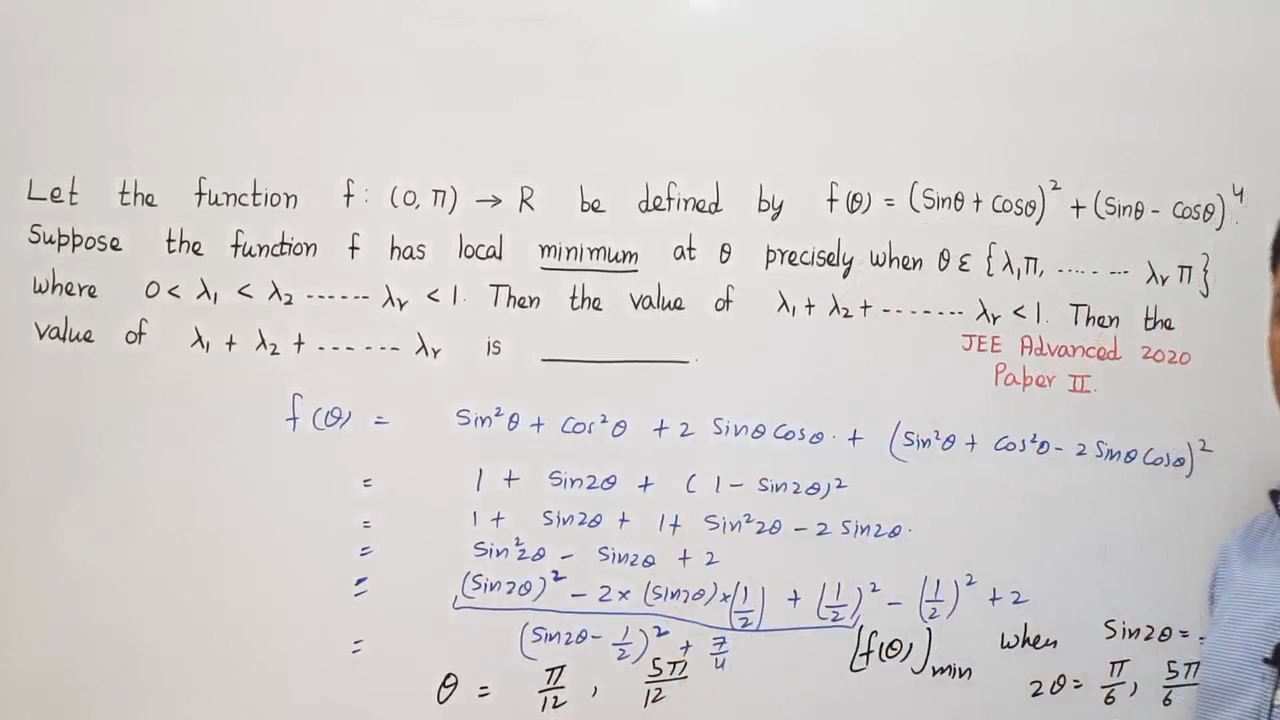 Let the function f: (0, π) → R be defined by f(θ) = (Sinθ + cosθ)² + (Sinθ - cosθ)⁴.
Suppose the function f has local minimum at θ precisely when θ ε {λ₁π, ...... ... λᵣ π}
where 0 < λ₁ < λ₂ ...... λᵣ < 1. Then the value of λ₁ + λ₂ + ....... λᵣ < 1. Then the
value of λ₁ + λ₂ + ...... λᵣ is ________.
JEE Advanced 2020
Paper II.
f(θ) = Sin²θ + Cos²θ + 2 Sinθ Cosθ + (Sin²θ + Cos²θ - 2 Sinθ Cosθ)²
= 1 + Sin2θ + (1 - Sin2θ)²
= 1 + Sin2θ + 1 + Sin²2θ - 2 Sin2θ.
= Sin²2θ - Sin2θ + 2
= (Sin2θ)² - 2 × (Sin2θ) × (1/2) + (1/2)² - (1/2)² + 2
= (Sin2θ - 1/2)² + 7/4
[f(θ)]min when Sin2θ =
2θ = π/6, 5π/6
θ = π/12, 5π/12